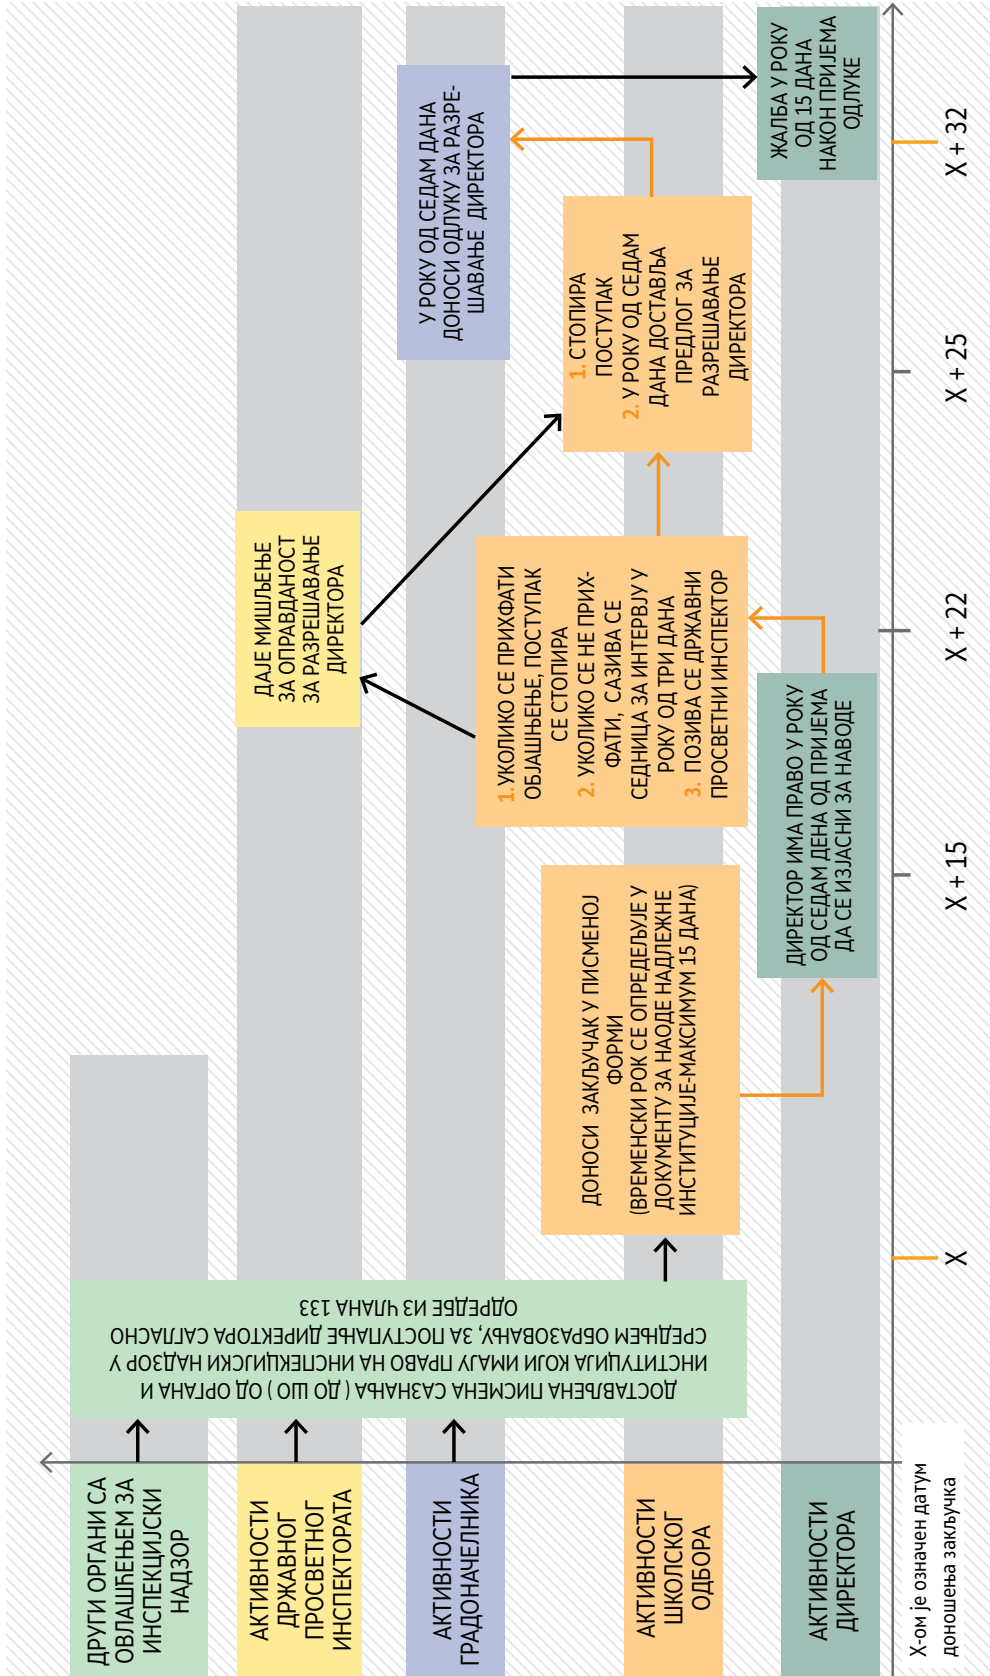 ДРУГИ ОРГАНИ СА
ОВЛАШЋЕЊЕМ ЗА
ИНСПЕКЦИЈСКИ
НАДЗОР
АКТИВНОСТИ
ДРЖАВНОГ
ПРОСВЕТНОГ
ИНСПЕКТОРАТА
АКТИВНОСТИ
ГРАДОНАЧЕЛНИКА
АКТИВНОСТИ
ШКОЛСКОГ
ОДБОРА
АКТИВНОСТИ
ДИРЕКТОРА
ДОСТАВЉЕНА ПИСМЕНА САЗНАЊА ( ДО ШО ) ОД ОРГАНА И
ИНСТИТУЦИЈА КОЈИ ИМАЈУ ПРАВО НА ИНСПЕКЦИЈСКИ НАДЗОР У
СРЕДЊЕМ ОБРАЗОВАЊУ, ЗА ПОСТУПАЊЕ ДИРЕКТОРА САГЛАСНО
ОДРЕДБЕ ИЗ ЧЛАНА 133
ДОНОСИ ЗАКЉУЧАК У ПИСМЕНОЈ
ФОРМИ
(ВРЕМЕНСКИ РОК СЕ ОПРЕДЕЉУЈЕ У
ДОКУМЕНТУ ЗА НАОДЕ НАДЛЕЖНЕ
ИНСТИТУЦИЈЕ-МАКСИМУМ 15 ДАНА)
ДИРЕКТОР ИМА ПРАВО У РОКУ
ОД СЕДАМ ДЕНА ОД ПРИЈЕМА
ДА СЕ ИЗЈАСНИ ЗА НАВОДЕ
1. УКОЛИКО СЕ ПРИХФАТИ
ОБЈАШЊЕЊЕ, ПОСТУПАК
СЕ СТОПИРА
2. УКОЛИКО СЕ НЕ ПРИХ-
ФАТИ, САЗИВА СЕ
СЕДНИЦА ЗА ИНТЕРВЈУ У
РОКУ ОД ТРИ ДАНА
3. ПОЗИВА СЕ ДРЖАВНИ
ПРОСВЕТНИ ИНСПЕКТОР
ДАЈЕ МИШЉЕЊЕ
ЗА ОПРАВДАНОСТ
ЗА РАЗРЕШАВАЊЕ
ДИРЕКТОРА
1. СТОПИРА
ПОСТУПАК
2. У РОКУ ОД СЕДАМ
ДАНА ДОСТАВЉА
ПРЕДЛОГ ЗА
РАЗРЕШАВАЊЕ
ДИРЕКТОРА
У РОКУ ОД СЕДАМ ДАНА
ДОНОСИ ОДЛУКУ ЗА РАЗРЕ-
ШАВАЊЕ ДИРЕКТОРА
ЖАЛБА У РОКУ
ОД 15 ДАНА
НАКОН ПРИЈЕМА
ОДЛУКЕ
X
X + 15
X + 22
X + 25
X + 32
Х-ом је означен датум
доношења закључка